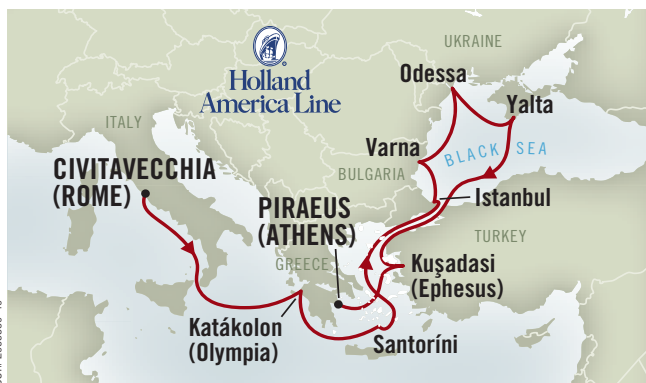 UKRAINE
Holland
America Line
Odessa
Yalta
ITALY
Varna
BLACK SEA
CIVITAVECCHIA
(ROME)
BULGARIA
Istanbul
PIRAEUS
(ATHENS)
TURKEY
GREECE
Kuşadasi
(Ephesus)
Katákolon
(Olympia)
Santoríni